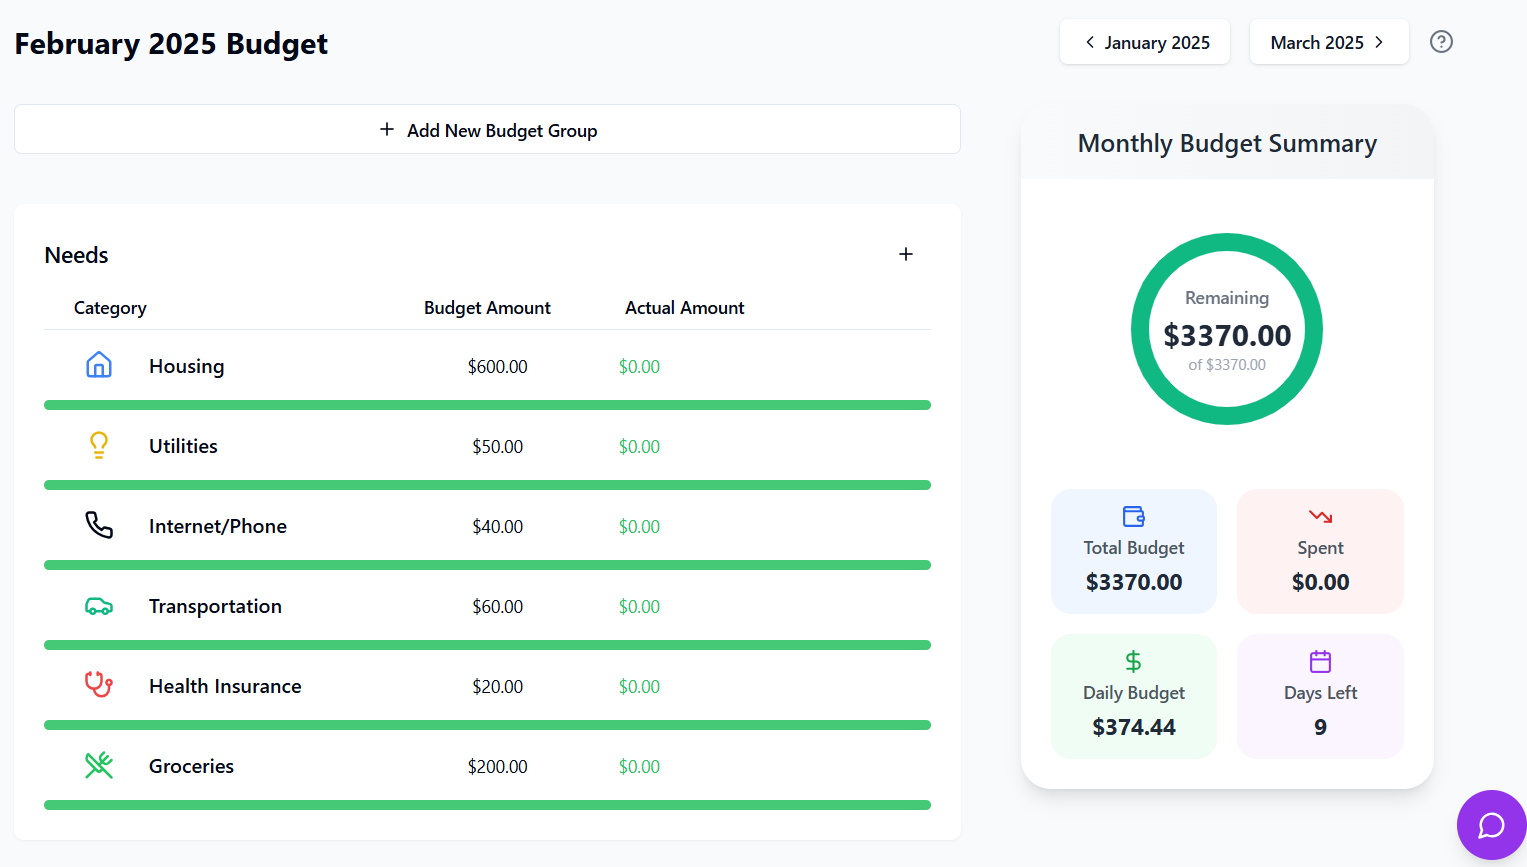 February 2025 Budget
January 2025
March 2025
Add New Budget Group
Needs
Category Budget Amount Actual Amount
Housing $600.00 $0.00
Utilities $50.00 $0.00
Internet/Phone $40.00 $0.00
Transportation $60.00 $0.00
Health Insurance $20.00 $0.00
Groceries $200.00 $0.00
Monthly Budget Summary
Remaining
$3370.00
of $3370.00
Total Budget
$3370.00
Spent
$0.00
Daily Budget
$374.44
Days Left
9